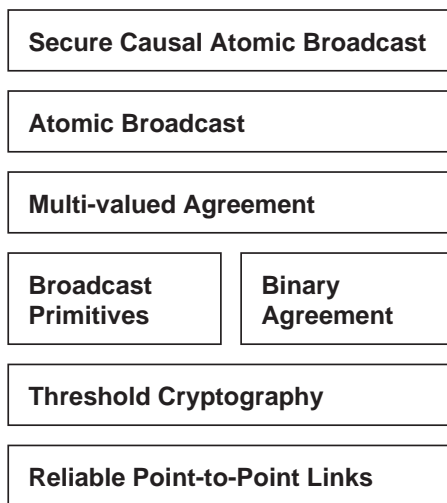 Secure Causal Atomic Broadcast
Atomic Broadcast
Multi-valued Agreement
Broadcast
Primitives
Binary
Agreement
Threshold Cryptography
Reliable Point-to-Point Links